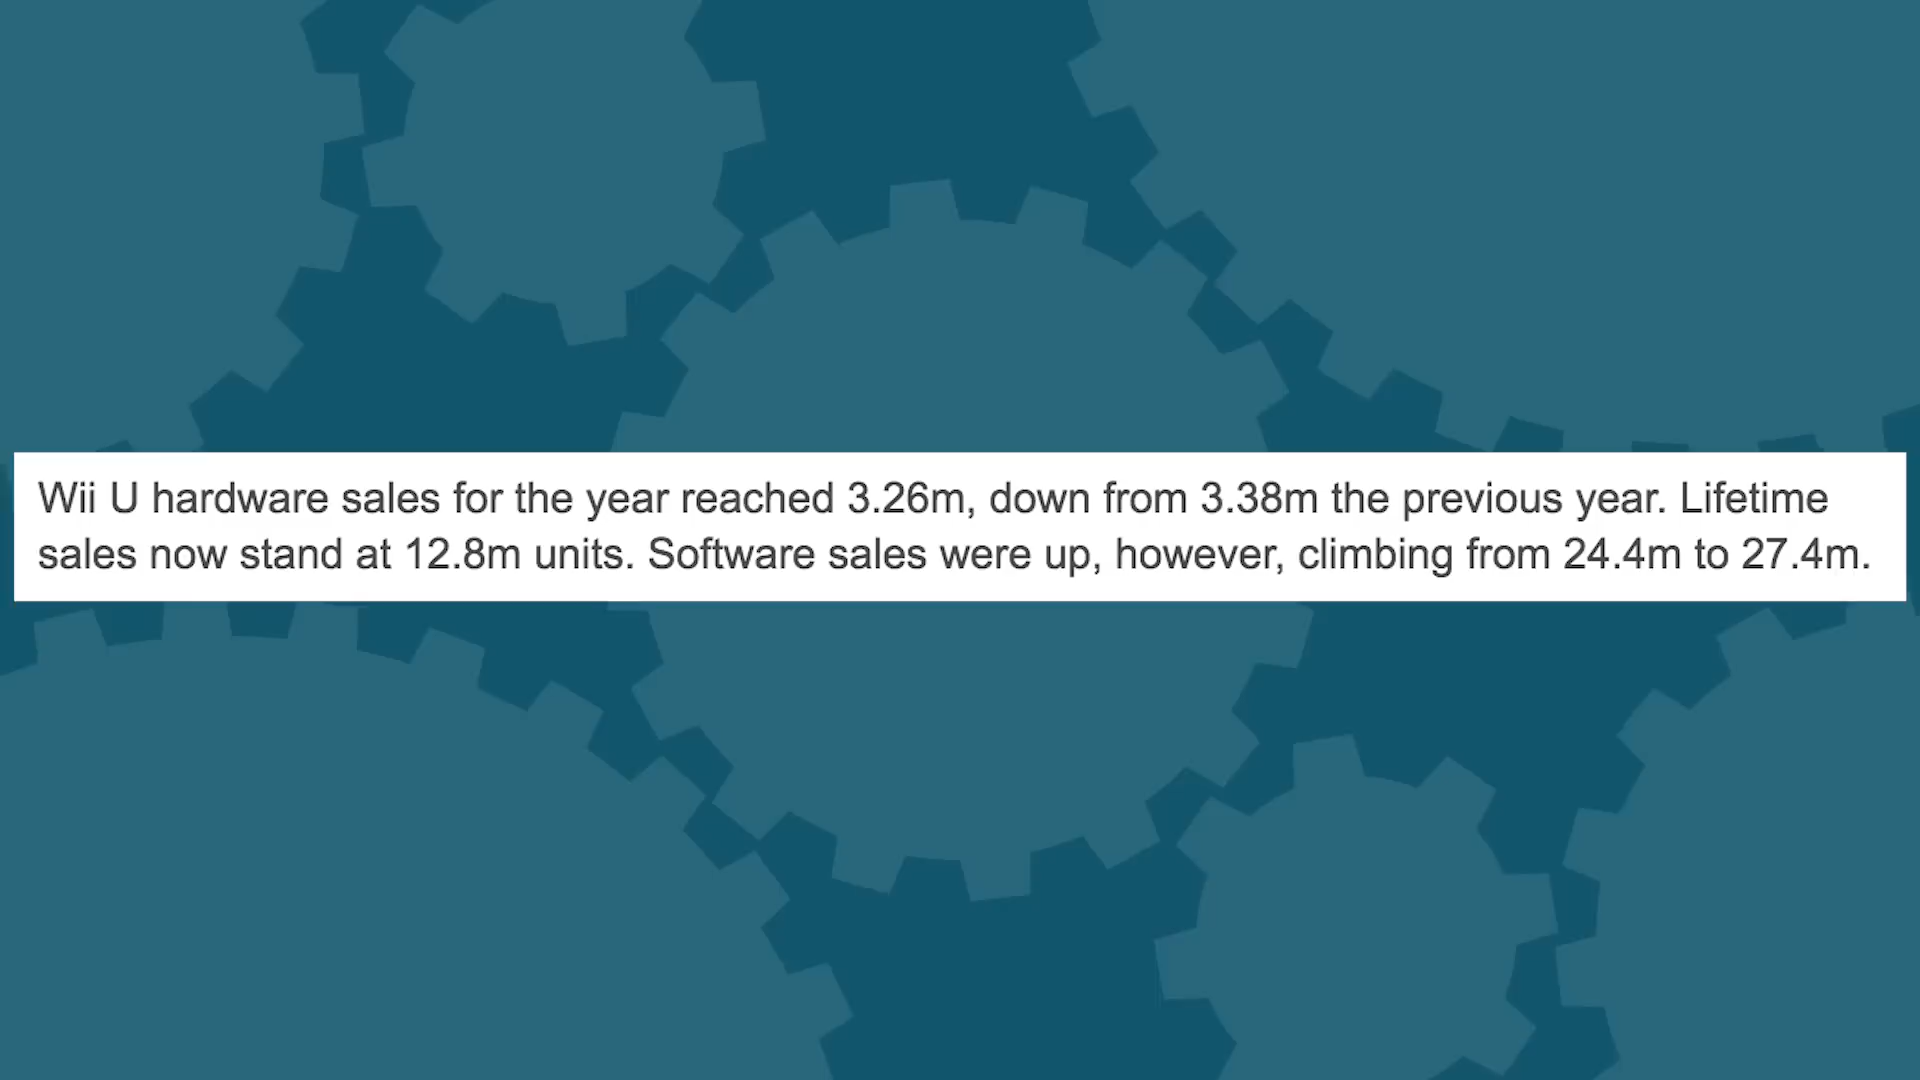 Wii U hardware sales for the year reached 3.26m, down from 3.38m the previous year. Lifetime
sales now stand at 12.8m units. Software sales were up, however, climbing from 24.4m to 27.4m.